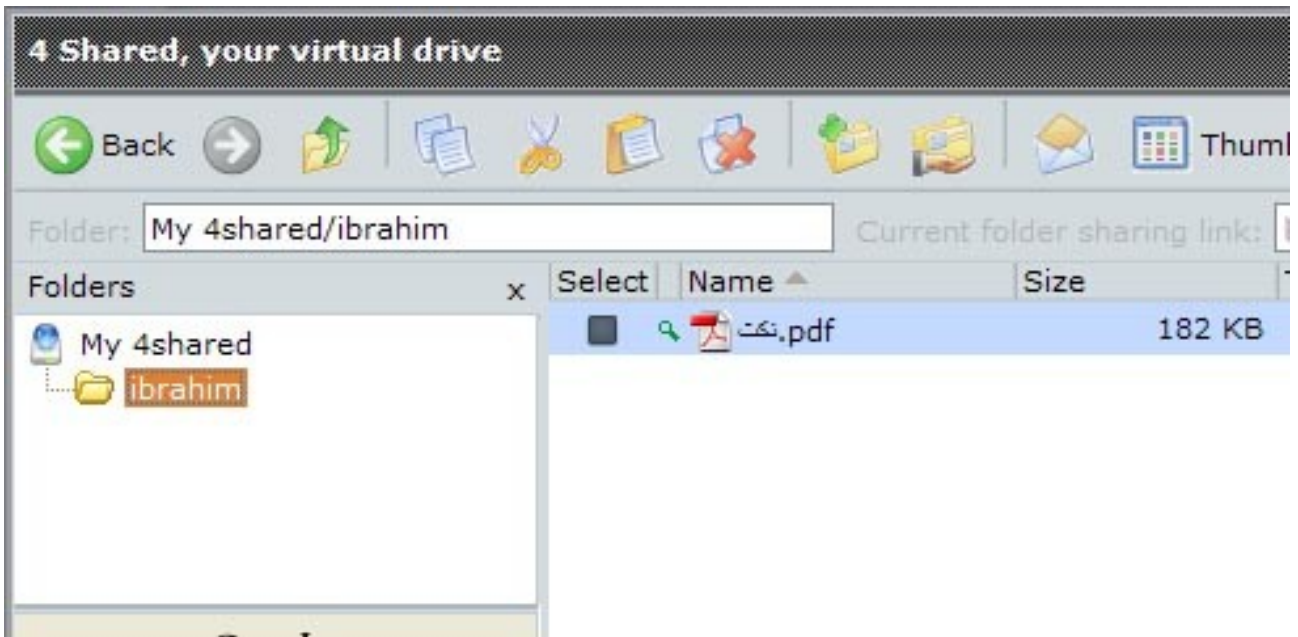 4 Shared, your virtual drive
Back
Folder: My 4shared/ibrahim Current folder sharing link:
Folders x Select Name Size
My 4shared
ibrahim
نكت.pdf 182 KB